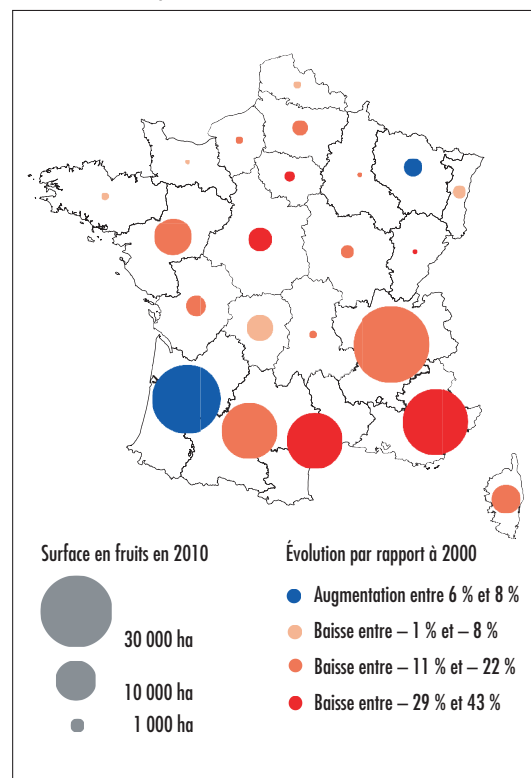 Surface en fruits en 2010
30 000 ha
10 000 ha
1 000 ha
Évolution par rapport à 2000
Augmentation entre 6 % et 8 %
Baisse entre – 1 % et – 8 %
Baisse entre – 11 % et – 22 %
Baisse entre – 29 % et 43 %